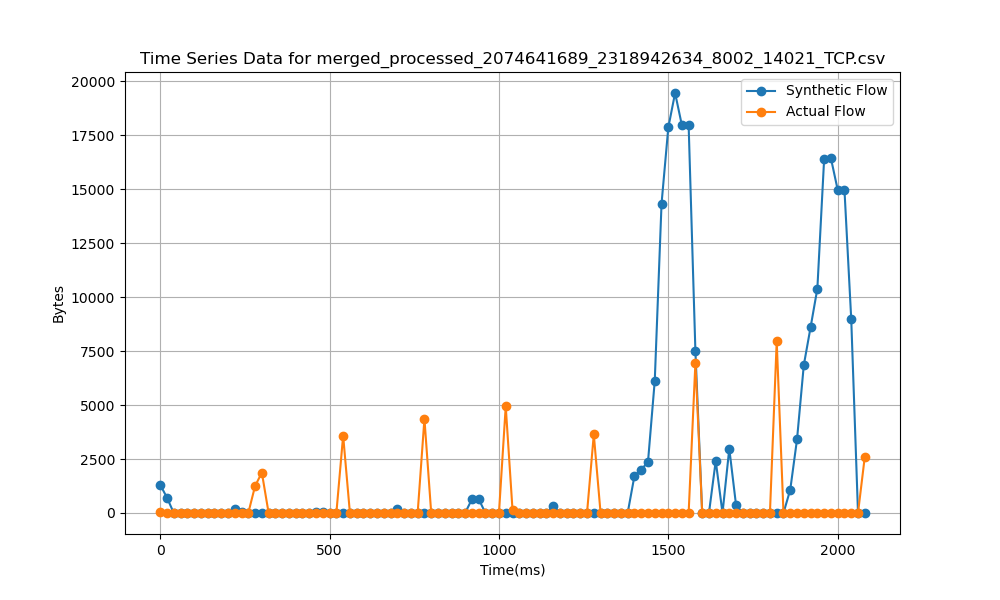 Time Series Data for merged_processed_2074641689_2318942634_8002_14021_TCP.csv
Synthetic Flow
Actual Flow
20000
17500
15000
12500
10000
7500
5000
2500
0
Bytes
0 500 1000 1500 2000
Time(ms)